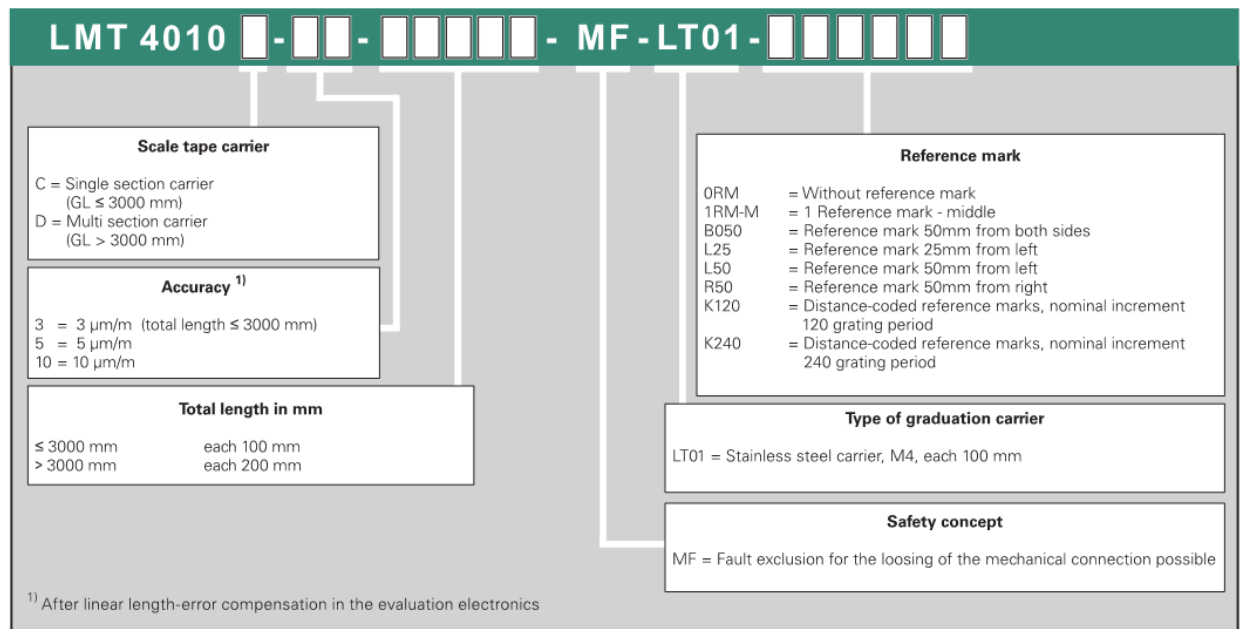 LMT 4010 - - - MF - LT01 -
Scale tape carrier
C = Single section carrier
(GL ≤ 3000 mm)
D = Multi section carrier
(GL > 3000 mm)
Accuracy 1)
3 = 3 µm/m (total length ≤ 3000 mm)
5 = 5 µm/m
10 = 10 µm/m
Total length in mm
≤ 3000 mm each 100 mm
> 3000 mm each 200 mm
Reference mark
0RM = Without reference mark
1RM-M = 1 Reference mark - middle
B050 = Reference mark 50mm from both sides
L25 = Reference mark 25mm from left
L50 = Reference mark 50mm from left
R50 = Reference mark 50mm from right
K120 = Distance-coded reference marks, nominal increment
120 grating period
K240 = Distance-coded reference marks, nominal increment
240 grating period
Type of graduation carrier
LT01 = Stainless steel carrier, M4, each 100 mm
Safety concept
MF = Fault exclusion for the loosing of the mechanical connection possible
1) After linear length-error compensation in the evaluation electronics